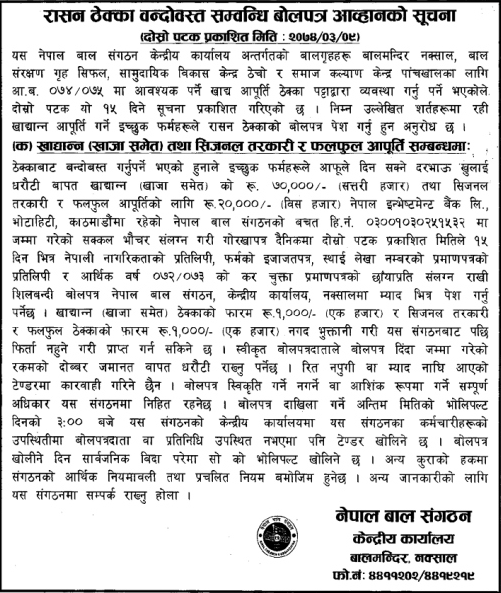 रासन ठेक्का वन्दोवस्त सम्वन्धि बोलपत्र आव्हानको सूचना
(दोस्रो पटक प्रकाशित मिति : २०७४/०३/०९)
यस नेपाल बाल संगठन केन्द्रीय कार्यालय अन्तर्गतको बालगृहहरू बालमन्दिर नक्साल, बाल
संरक्षण गृह सिफल, सामुदायिक विकास केन्द्र ठेचो र समाज कल्याण केन्द्र पांचखालका लागि
आ.ब. ०७४/०७५ मा आवश्यक पर्ने खाद्य आपूर्ति ठेक्का पट्टाद्वारा व्यवस्था गर्नु पर्ने भएकोले
दोस्रो पटक यो १५ दिने सूचना प्रकाशित गरिएको छ । निम्न उल्लेखित शर्तहरूमा रही
खाद्यान्न आपूर्ति गर्ने इच्छुक फर्महरूले रासन ठेक्काको बोलपत्र पेश गर्नु हुन अनुरोध छ ।
(क) खाद्यान्न (खाजा समेत) तथा सिजनल तरकारी र फलफुल आपूर्ति सम्बन्धमाः
ठेक्काबाट बन्दोबस्त गर्नुपर्ने भएको हुनाले इच्छुक फर्महरूले आफूले दिन सक्ने दरभाऊ खुलाई
धरौटी बापत खाद्यान्न (खाजा समेत) को रू. ७०,०००/- (सत्तरी हजार) तथा सिजनल
तरकारी र फलफुल आपूर्तिको लागि रू.२०,०००/- (विस हजार) नेपाल इन्भेष्टमेन्ट बैंक लि.,
भोटाहिटी, काठमाडौंमा रहेको नेपाल बाल संगठनको बचत हि.नं. ०३००१०३०२५१५३२ मा
जम्मा गरेको सक्कल भौचर संलग्न गरी गोरखापत्र दैनिकमा दोस्रो पटक प्रकाशित मितिले १५
दिन भित्र नेपाली नागरिकताको प्रतिलिपी, फर्मको इजाजतपत्र, स्थाई लेखा नम्बरको प्रमाणपत्रको
प्रतिलिपी र आर्थिक वर्ष ०७२/०७३ को कर चुक्ता प्रमाणपत्रको छाँयाप्रति संलग्न राखी
शिलबन्दी बोलपत्र नेपाल बाल संगठन, केन्द्रीय कार्यालय, नक्सालमा म्याद भित्र पेश गर्नु
पर्नेछ । खाद्यान्न (खाजा समेत) ठेक्काको फारम रू.१,०००/- (एक हजार) र सिजनल तरकारी
र फलफुल ठेक्काको फारम रू.१,०००/- (एक हजार) नगद भुक्तानी गरी यस संगठनबाट पछि
फिर्ता नहुने गरी प्राप्त गर्न सकिने छ । स्वीकृत बोलपत्रदाताले बोलपत्र दिंदा जम्मा गरेको
रकमको दोब्बर जमानत वापत धरौटी राख्नु पर्नेछ । रित नपुगी वा म्याद नाघि आएको
टेण्डरमा कारवाही गरिने छैन । बोलपत्र स्विकृति गर्ने नगर्ने वा आशिंक रूपमा गर्ने सम्पूर्ण
अधिकार यस संगठनमा निहित रहनेछ । बोलपत्र दाखिला गर्ने अन्तिम मितिको भोलिपल्ट
दिनको ३:०० बजे यस संगठनको केन्द्रीय कार्यालयमा यस संगठनका कर्मचारीहरूको
उपस्थितीमा बोलपत्रदाता वा प्रतिनिधि उपस्थित नभएमा पनि टेण्डर खोलिने छ । बोलपत्र
खोलीने दिन सार्वजनिक बिदा परेमा सो को भोलिपल्ट खोलिने छ । अन्य कुराको हकमा
संगठनको आर्थिक नियमावली तथा प्रचलित नियम बमोजिम हुनेछ । अन्य जानकारीको लागि
यस संगठनमा सम्पर्क राख्नु होला ।
नेपाल बाल संगठन
केन्द्रीय कार्यालय
बालमन्दिर, नक्साल
फो.नं: ४४११२०२/४४१९२१९